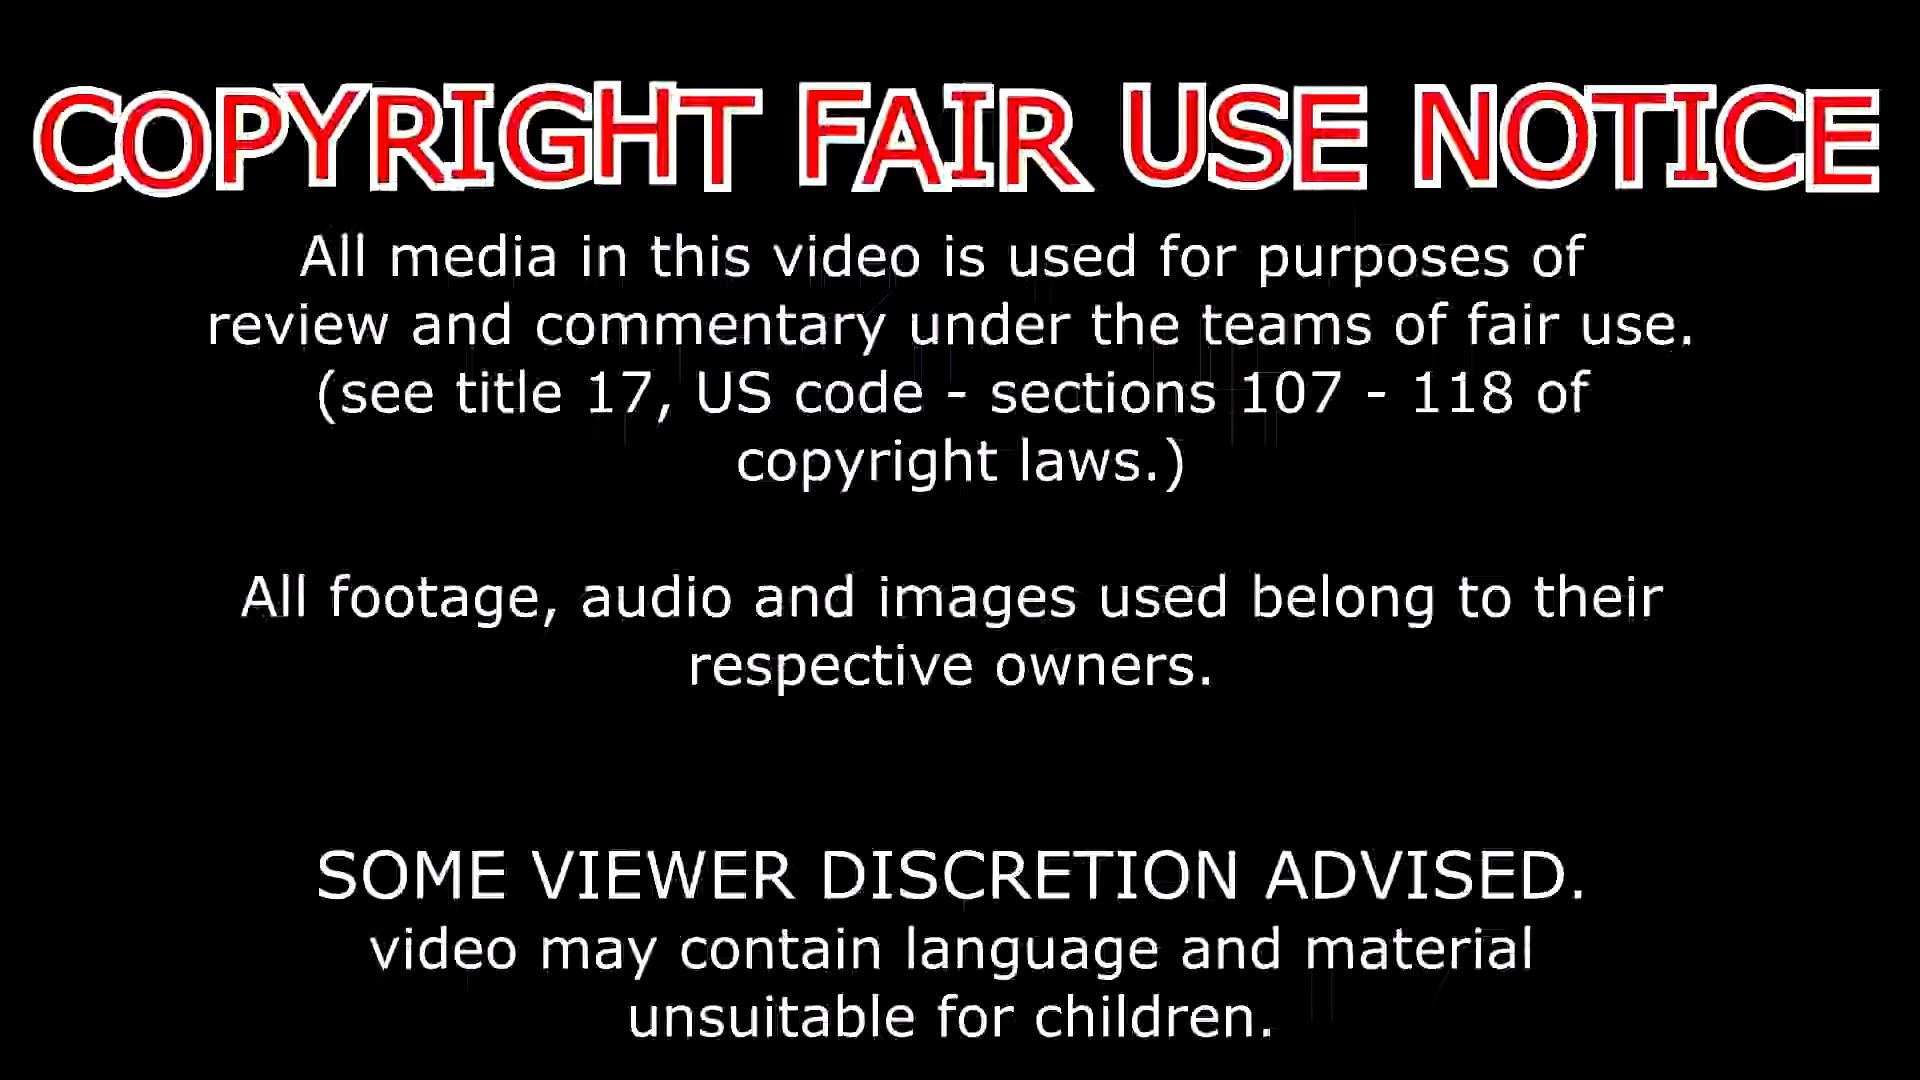 COPYRIGHT FAIR USE NOTICE
All media in this video is used for purposes of
review and commentary under the teams of fair use.
(see title 17, US code - sections 107 - 118 of
copyright laws.)
All footage, audio and images used belong to their
respective owners.
SOME VIEWER DISCRETION ADVISED.
video may contain language and material
unsuitable for children.